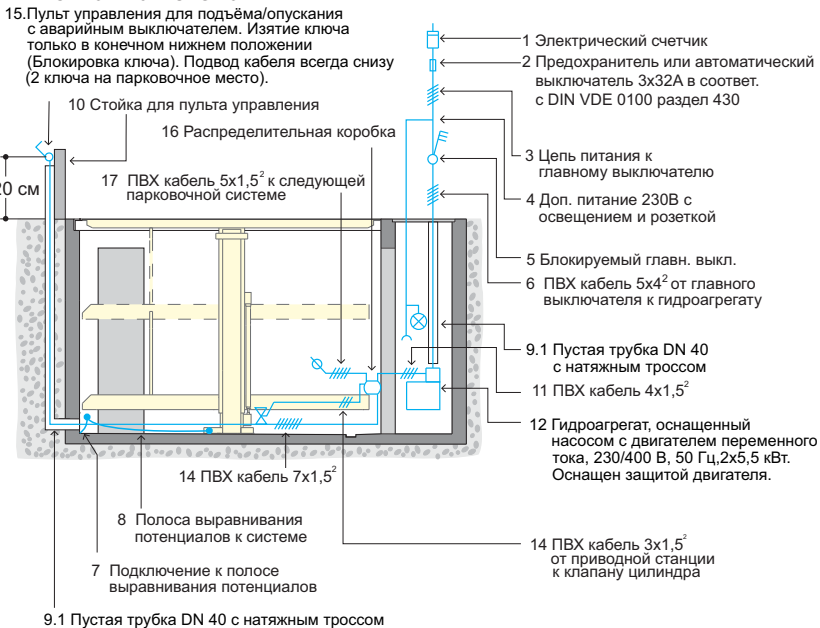 15.Пульт управления для подъёма/опускания
с аварийным выключателем. Изятие ключа
только в конечном нижнем положении
(Блокировка ключа). Подвод кабеля всегда снизу
(2 ключа на парковочное место).
10 Стойка для пульта управления
16 Распределительная коробка
17 ПВХ кабель 5x1,5² к следующей
парковочной системе
20 см
1 Электрический счетчик
2 Предохранитель или автоматический
выключатель 3x32A в соответ.
с DIN VDE 0100 раздел 430
3 Цепь питания к
главному выключателю
4 Доп. питание 230В с
освещением и розеткой
5 Блокируемый главн. выкл.
6 ПВХ кабель 5x4² от главного
выключателя к гидроагрегату
9.1 Пустая трубка DN 40
с натяжным троссом
11 ПВХ кабель 4x1,5²
12 Гидроагрегат, оснащенный
насосом с двигателем переменного
тока, 230/400 В, 50 Гц,2x5,5 кВт.
Оснащен защитой двигателя.
14 ПВХ кабель 7x1,5²
8 Полоса выравнивания
потенциалов к системе
7 Подключение к полосе
выравнивания потенциалов
14 ПВХ кабель 3x1,5²
от приводной станции
к клапану цилиндра
9.1 Пустая трубка DN 40 с натяжным троссом